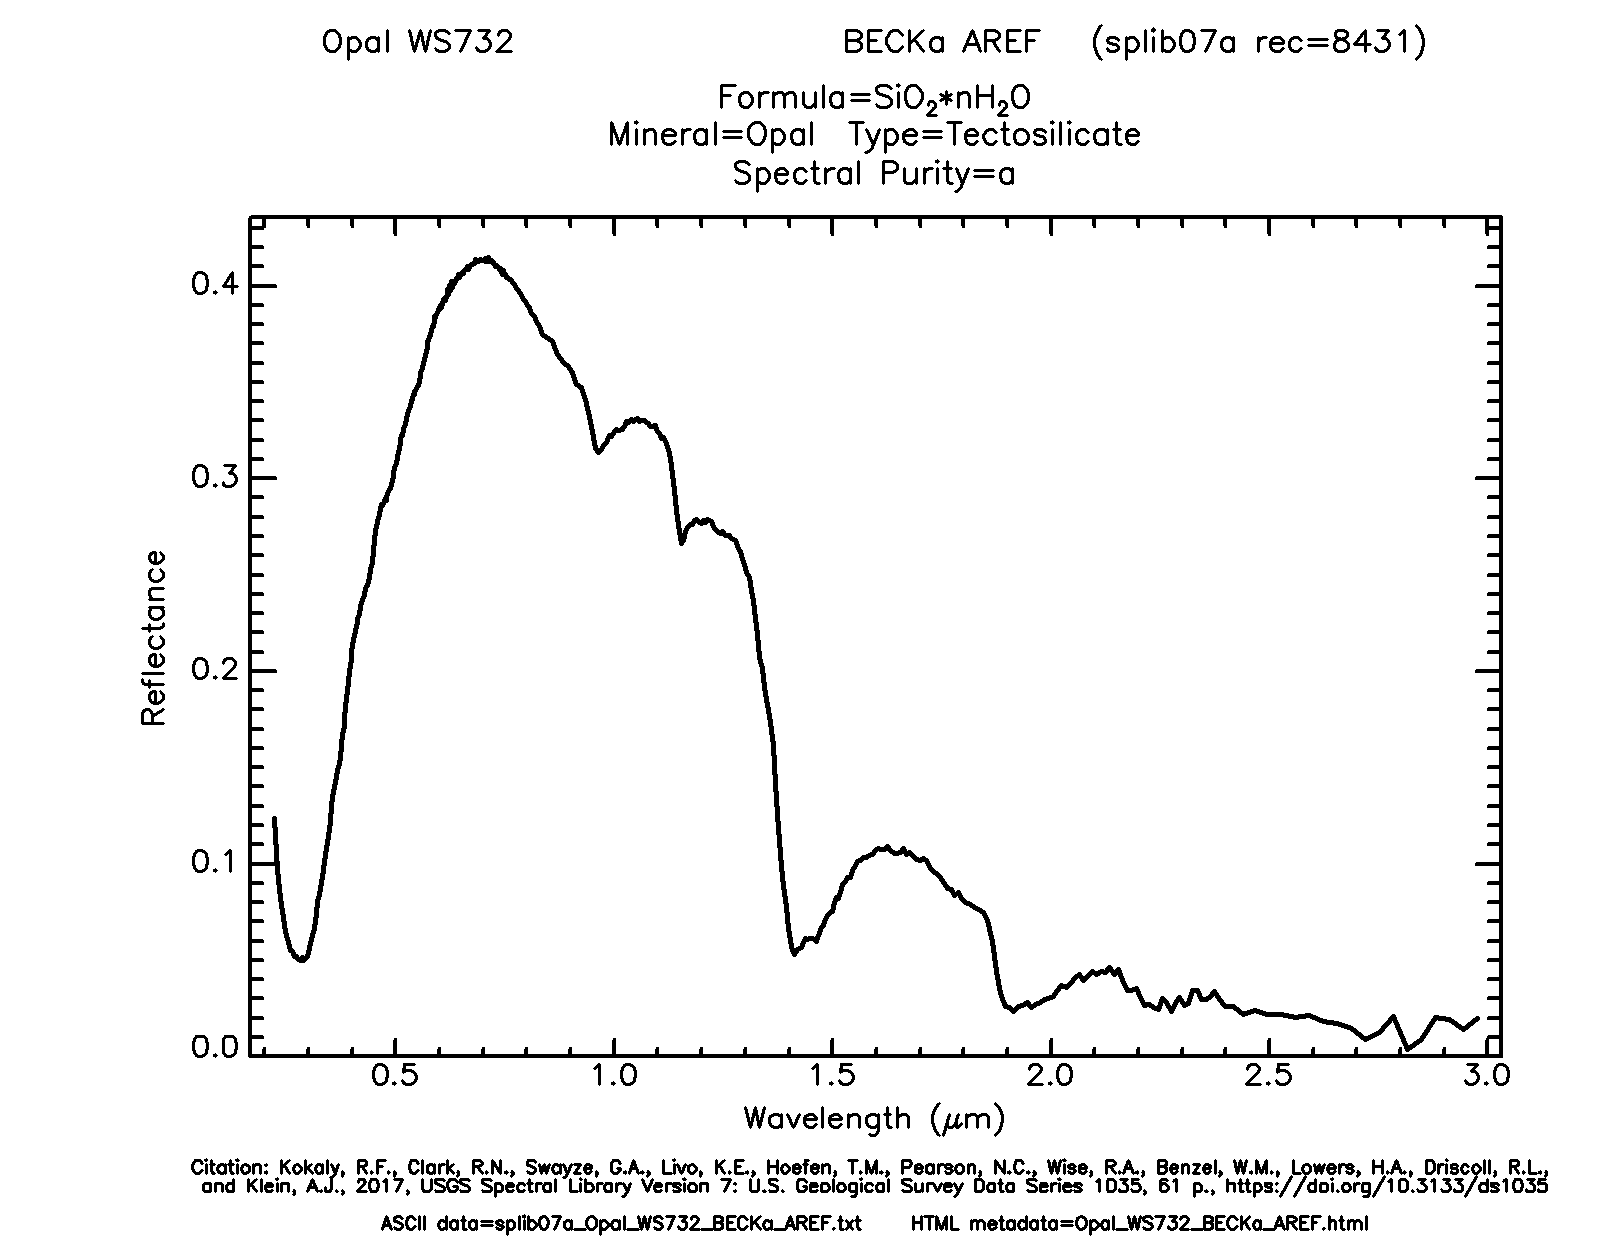 Opal WS732 BECKa AREF (splib07a rec=8431)
Formula=SiO₂*nH₂O
Mineral=Opal Type=Tectosilicate
Spectral Purity=a
0.4
0.3
0.2
0.1
0.0
Reflectance
0.5 1.0 1.5 2.0 2.5 3.0
Wavelength (μm)
Citation: Kokaly, R.F., Clark, R.N., Swayze, G.A., Livo, K.E., Hoefen, T.M., Pearson, N.C., Wise, R.A., Benzel, W.M., Lowers, H.A., Driscoll, R.L.,
and Klein, A.J., 2017, USGS Spectral Library Version 7: U.S. Geological Survey Data Series 1035, 61 p., https://doi.org/10.3133/ds1035
ASCII data=splib07a_Opal_WS732_BECKa_AREF.txt HTML metadata=Opal_WS732_BECKa_AREF.html